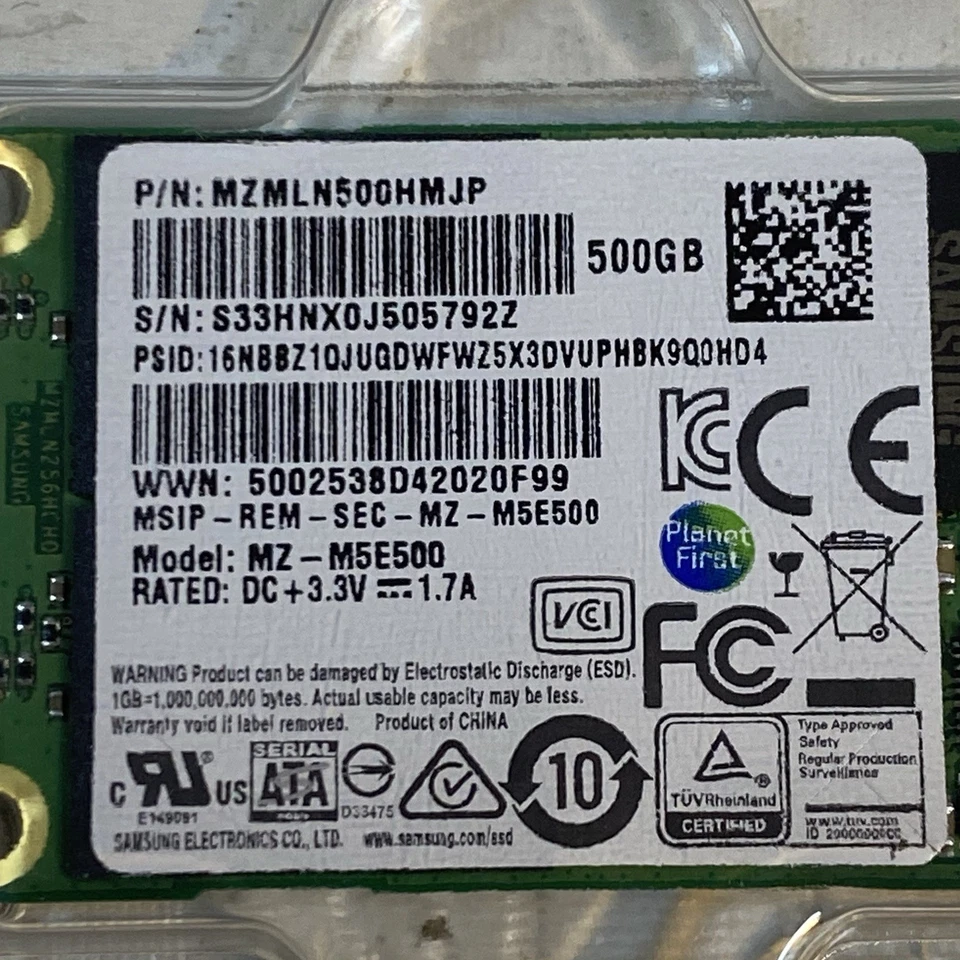 P/N: MZMLN500HMJP
500GB
S/N: S33HNX0J505792Z
PSID:16NBBZ1QJUQDWFWZ5X3DVUPHBK9QQHD4
WWN: 5002538D42020F99
MSIP-REM-SEC-MZ-M5E500
Model: MZ-M5E500
RATED: DC+3.3V 1.7A
Planet
First
VCI
FC
WARNING Product can be damaged by Electrostatic Discharge (ESD).
1GB=1,000,000,000 bytes. Actual usable capacity may be less.
Warranty void if label removed. Product of CHINA
C US
E149091
SERIAL
ATA
D33475
10
TÜVRheinland
CERTIFIED
Type Approved
Safety
Regular Production
Surveillance
www.tuv.com
SAMSUNG ELECTRONICS CO., LTD. www.samsung.com/ssd
SAMSUNG
SAMSUNG